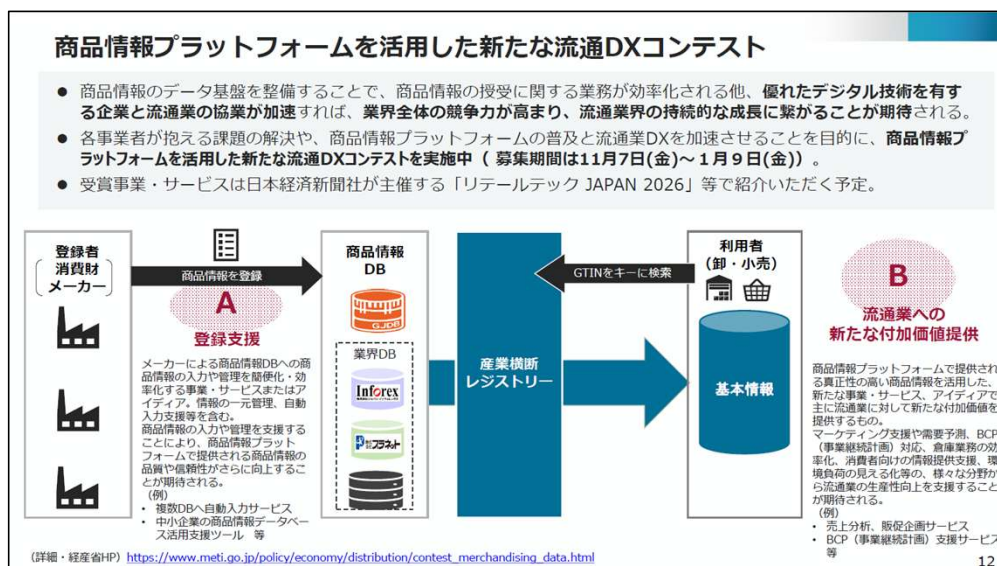 商品情報プラットフォームを活用した新たな流通DXコンテスト
● 商品情報のデータ基盤を整備することで、商品情報の授受に関する業務が効率化される他、優れたデジタル技術を有す
る企業と流通業の協業が加速すれば、業界全体の競争力が高まり、流通業界の持続的な成長に繋がることが期待される。
● 各事業者が抱える課題の解決や、商品情報プラットフォームの普及と流通業DXを加速させることを目的に、商品情報プ
ラットフォームを活用した新たな流通DXコンテストを実施中（ 募集期間は11月7日(金)～1月9日(金)）。
● 受賞事業・サービスは日本経済新聞社が主催する「リテールテック JAPAN 2026」等で紹介いただく予定。
登録者
消費財
メーカー
商品情報を登録
A
登録支援
メーカーによる商品情報DBへの商
品情報の入力や管理を簡便化・効
率化する事業・サービスまたはア
イディア。情報の一元管理、自動
入力支援等を含む。
商品情報の入力や管理を支援する
ことにより、商品情報プラット
フォームで提供される商品情報の
品質や信頼性がさらに向上するこ
とが期待される。
（例）
• 複数DBへ自動入力サービス
• 中小企業の商品情報データベー
ス活用支援ツール 等
商品情報
DB
GJDB
業界DB
Inforex
プラネット
産業横断
レジストリー
GTINをキーに検索
利用者
（卸・小売）
基本情報
B
流通業への
新たな付加価値提供
商品情報プラットフォームで提供され
る真正性の高い商品情報を活用した、
新たな事業・サービス、アイディアで
主に流通業に対して新たな付加価値を
提供するもの。
マーケティング支援や需要予測、BCP
（事業継続計画）対応、倉庫業務の効
率化、消費者向けの情報提供支援、環
境負荷の見える化等の、様々な分野か
ら流通業の生産性向上を支援すること
が期待される。
（例）
• 売上分析、販促企画サービス
• BCP（事業継続計画）支援サービス
等
（詳細・経産省HP）https://www.meti.go.jp/policy/economy/distribution/contest_merchandising_data.html
12